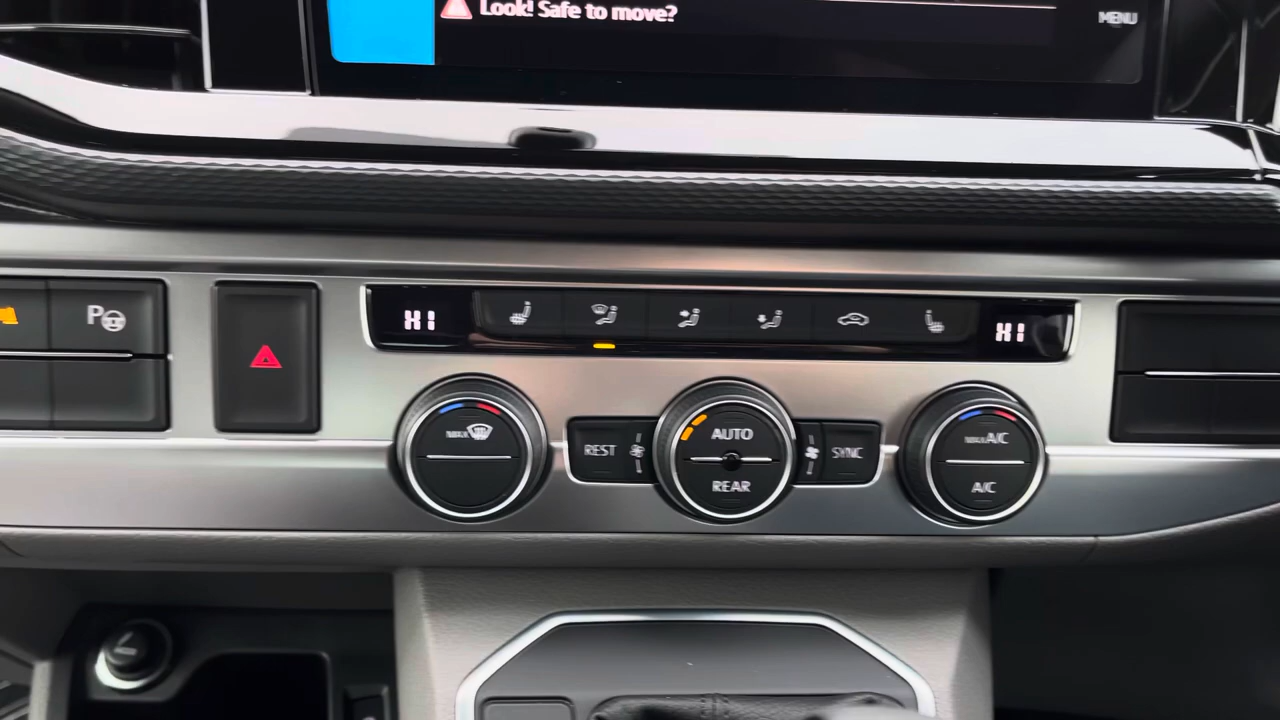 Look! Safe to move?
MENU
P
HI
HI
MAX
REST
AUTO
REAR
SYNC
MAX A/C
A/C